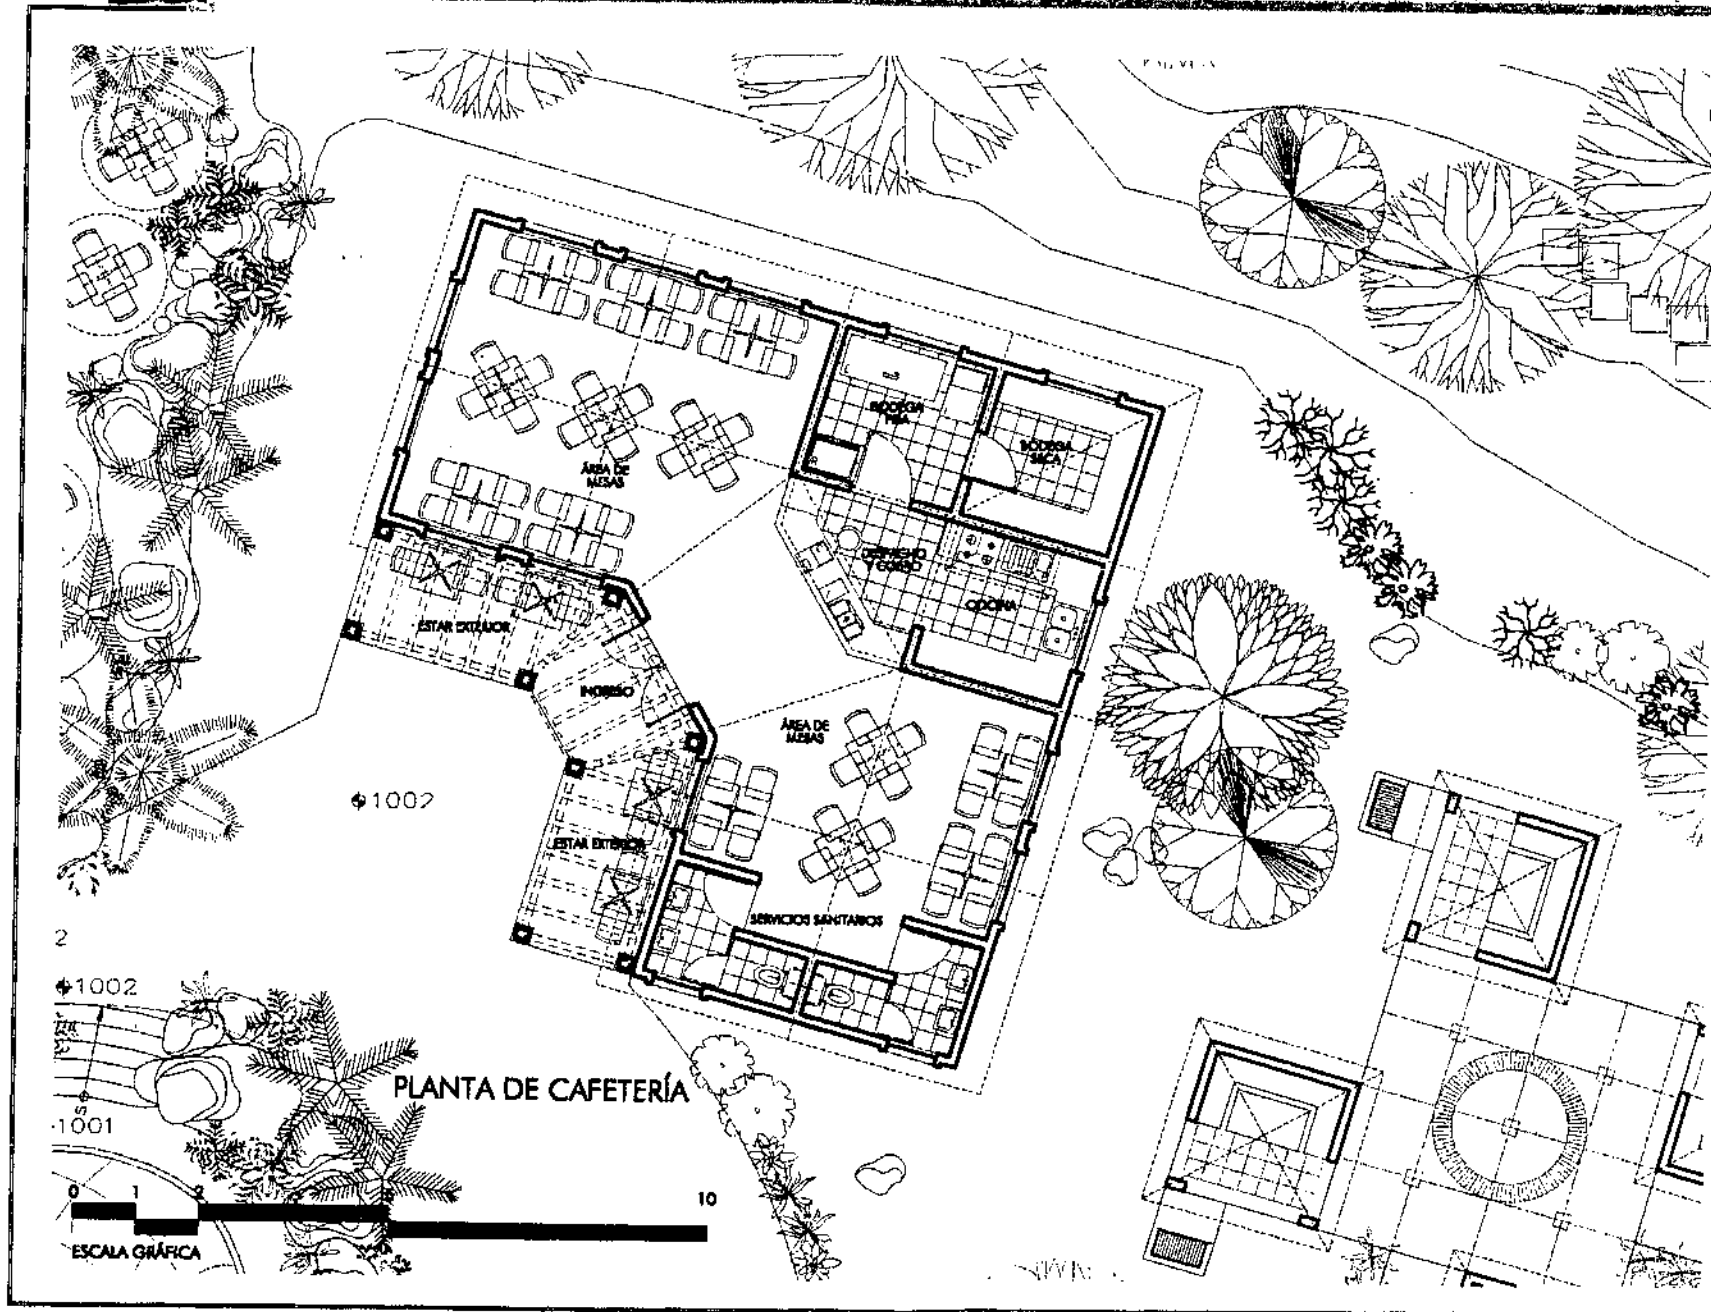 BODEGA
FRIA
BODEGA
SECA
ÁREA DE
MESAS
DESPACHO
Y COBRO
COCINA
ESTAR EXTERIOR
INGRESO
ÁREA DE
MESAS
1002
ESTAR EXTERIOR
SERVICIOS SANITARIOS
2
1002
PLANTA DE CAFETERÍA
1001
0 1 2 10
ESCALA GRÁFICA